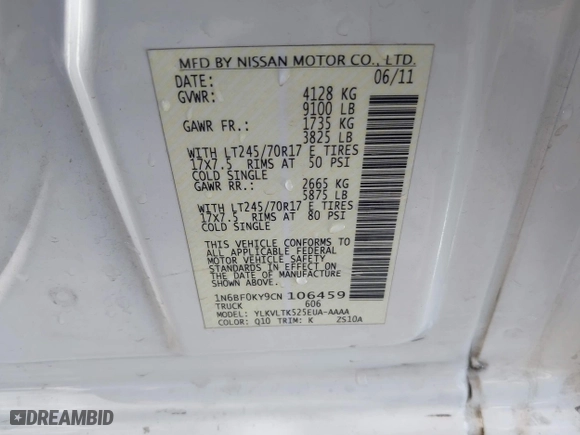 MFD BY NISSAN MOTOR CO., LTD.
DATE: 06/11
GVWR: 4128 KG
9100 LB
GAWR FR.: 1735 KG
3825 LB
WITH LT245/70R17 E TIRES
17X7.5 RIMS AT 50 PSI
COLD SINGLE
GAWR RR.: 2665 KG
5875 LB
WITH LT245/70R17 E TIRES
17X7.5 RIMS AT 80 PSI
COLD SINGLE
THIS VEHICLE CONFORMS TO
ALL APPLICABLE FEDERAL
MOTOR VEHICLE SAFETY
STANDARDS IN EFFECT ON
THE DATE OF MANUFACTURE
SHOWN ABOVE.
1N6BF0KY9CN 106459
TRUCK 606
MODEL: YLKVLTK525EUA-AAAA
COLOR: Q10 TRIM: K ZS10A
DREAMBID